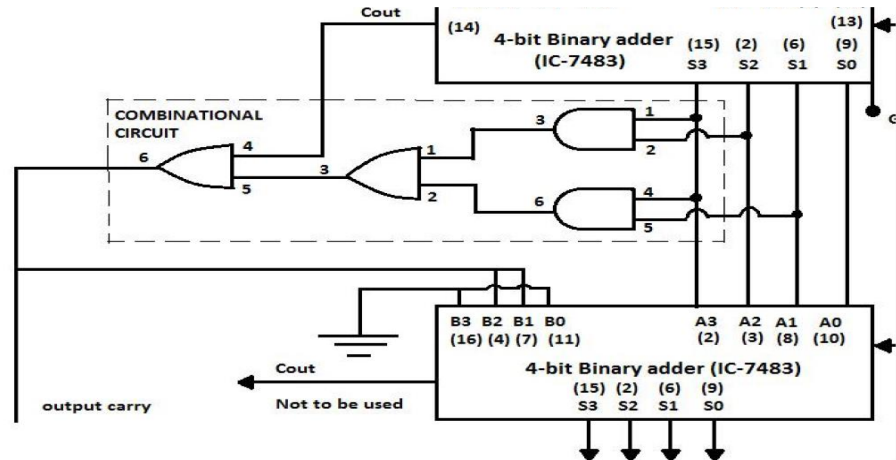 Cout
(14)
(13)
4-bit Binary adder
(IC-7483)
(15) (2) (6) (9)
S3 S2 S1 S0
COMBINATIONAL
CIRCUIT
3 1
2
6 4
5
3 1
2
6 4
5
B3 B2 B1 B0
(16) (4) (7) (11)
A3 A2 A1 A0
(2) (3) (8) (10)
4-bit Binary adder (IC-7483)
Cout
(15) (2) (6) (9)
S3 S2 S1 S0
output carry
Not to be used